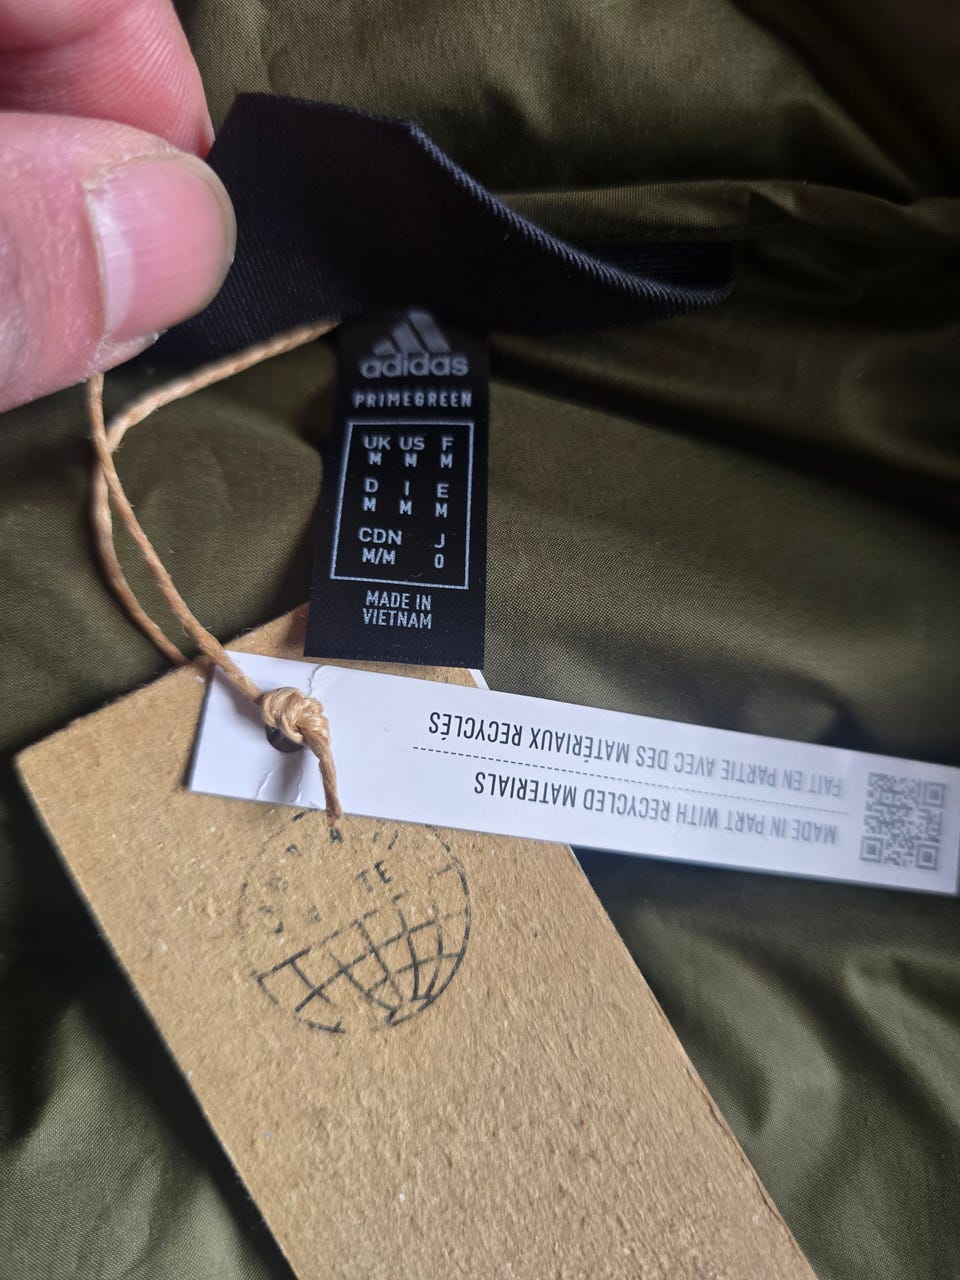 adidas
PRIMEGREEN
UK US F
M M M
D I E
M M M
CDN J
M/M O
MADE IN
VIETNAM
MADE IN PART WITH RECYCLED MATERIALS
FAIT EN PARTIE AVEC DES MATÉRIAUX RECYCLÉS